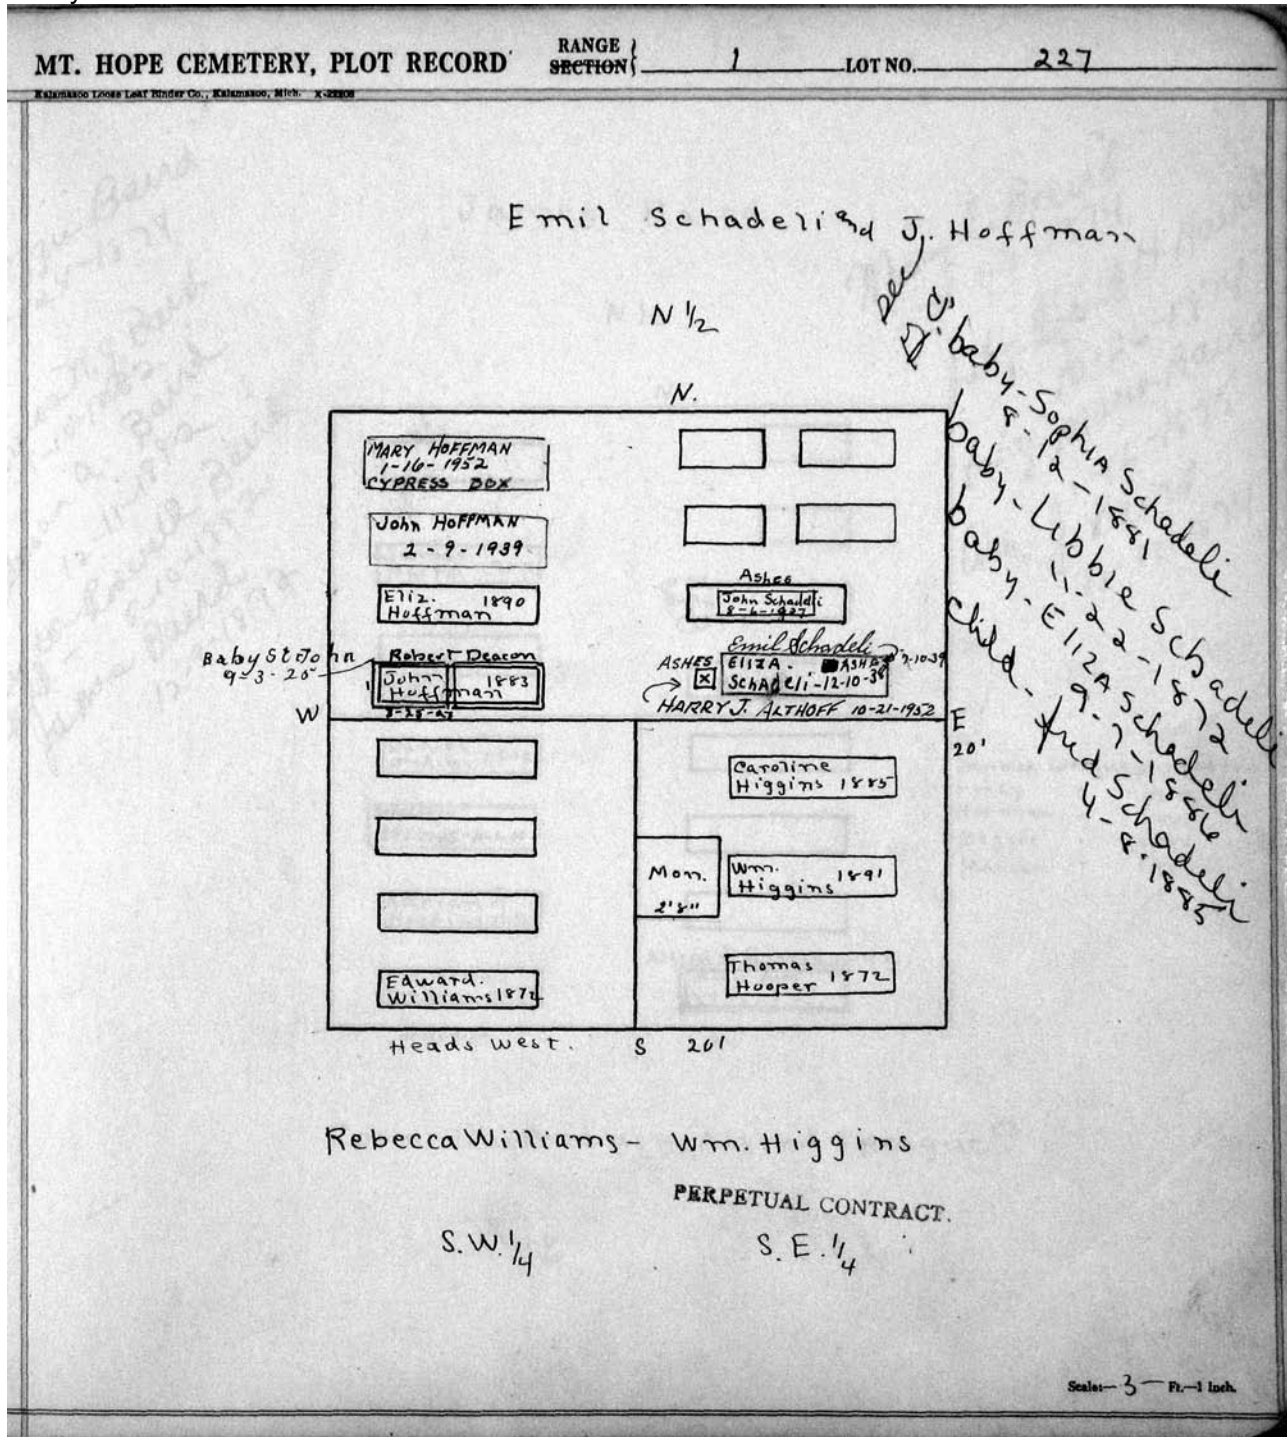 MT. HOPE CEMETERY, PLOT RECORD
RANGE
SECTION
1
LOT NO. 227
Kalamazoo Loose Leaf Binder Co., Kalamazoo, Mich.
Emil Schadeli and J. Hoffman
N 1/2
N.
MARY HOFFMAN
1-16-1952
CYPRESS BOX
John HOFFMAN
2-9-1939
Eliz. Hoffman 1890
Baby St John
9-3-25
Robert Deacon
John Hoffman 1883
Ashes
John Schadeli
Emil Schadeli
7-10-39
ASHES
X
ELIZA. ASHES
SchAdeli-12-10-38
HARRY J. ALTHOFF 10-21-1952
W
E
20'
baby-Sophia Schadeli
8-12-1881
baby-Libbie Schadeli
11-22-1872
baby-Eliza Schadeli
9-7-1886
child-Fred Schadeli
4-8-1885
Caroline
Higgins 1885
Mon.
2'8"
Wm.
Higgins 1891
Thomas
Hooper 1872
Edward.
Williams 1872
Heads West. S 20'
Rebecca Williams- Wm. Higgins
PERPETUAL CONTRACT.
S.W. 1/4
S.E. 1/4
Scale:- 3 - Ft.-1 Inch.